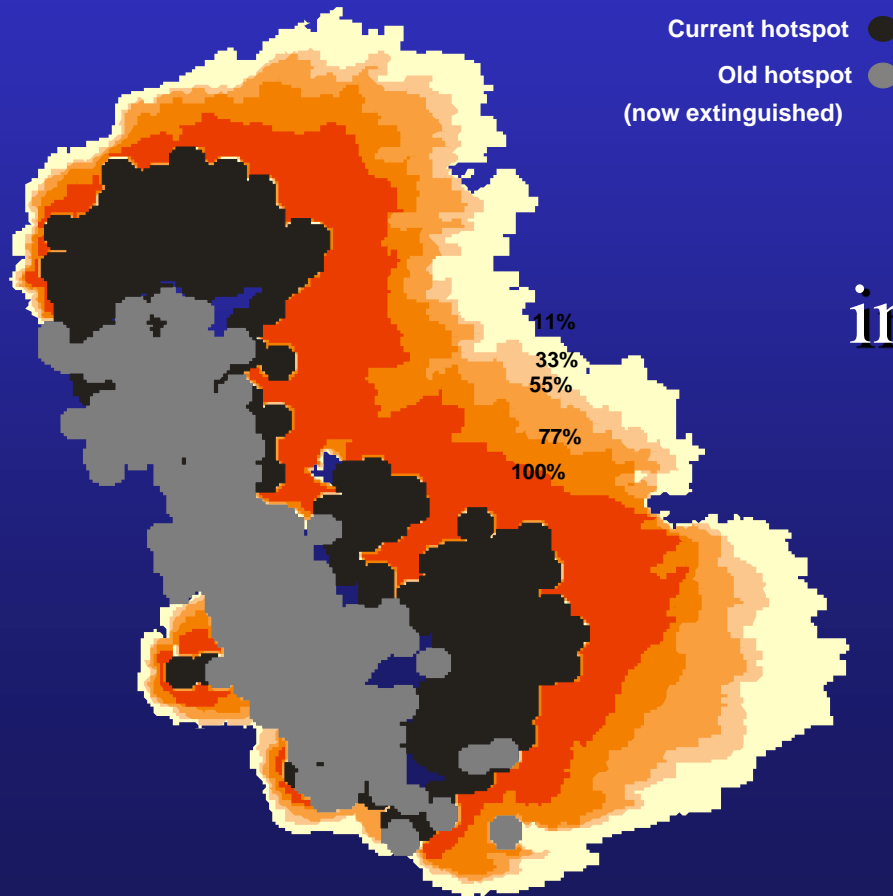 Current hotspot
Old hotspot
(now extinguished)
11%
33%
55%
77%
100%